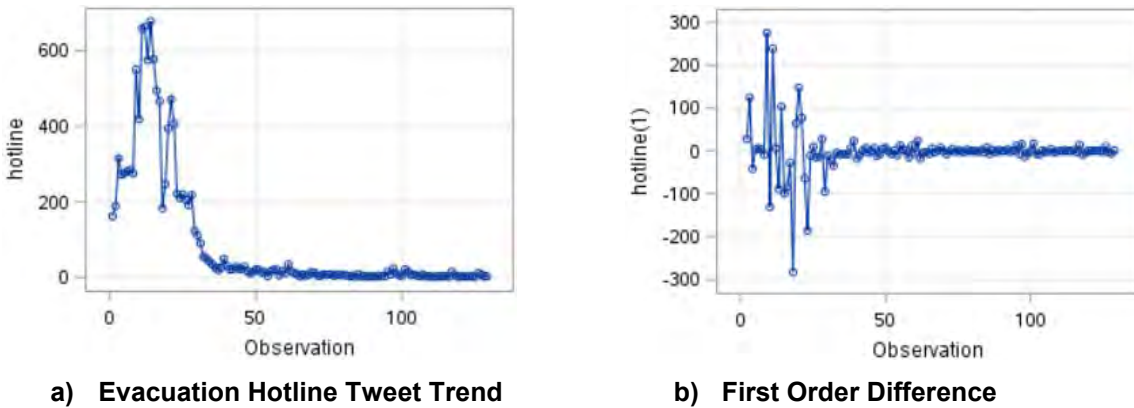 600
400
200
0
hotline
0
50
100
Observation
300
200
100
0
-100
-200
-300
hotline(1)
0
50
100
Observation
a) Evacuation Hotline Tweet Trend
b) First Order Difference